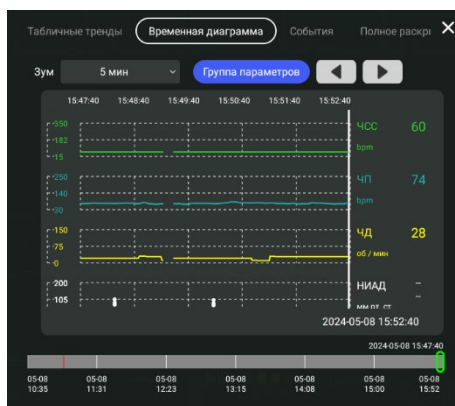 Табличные тренды Временная диаграмма События Полное раскры
Зум 5 мин Группа параметров
15:47:40 15:48:40 15:49:40 15:50:40 15:51:40 15:52:40
350 ЧСС 60
182 bpm
15
250 ЧП 74
140 bpm
30
150 ЧД 28
75 об / мин
0
200 НИАД --
105 --
мм рт. ст.
2024-05-08 15:52:40
2024-05-08 15:47:40
05-08 05-08 05-08 05-08 05-08 05-08 05-08
10:35 11:31 12:23 13:15 14:08 15:00 15:52